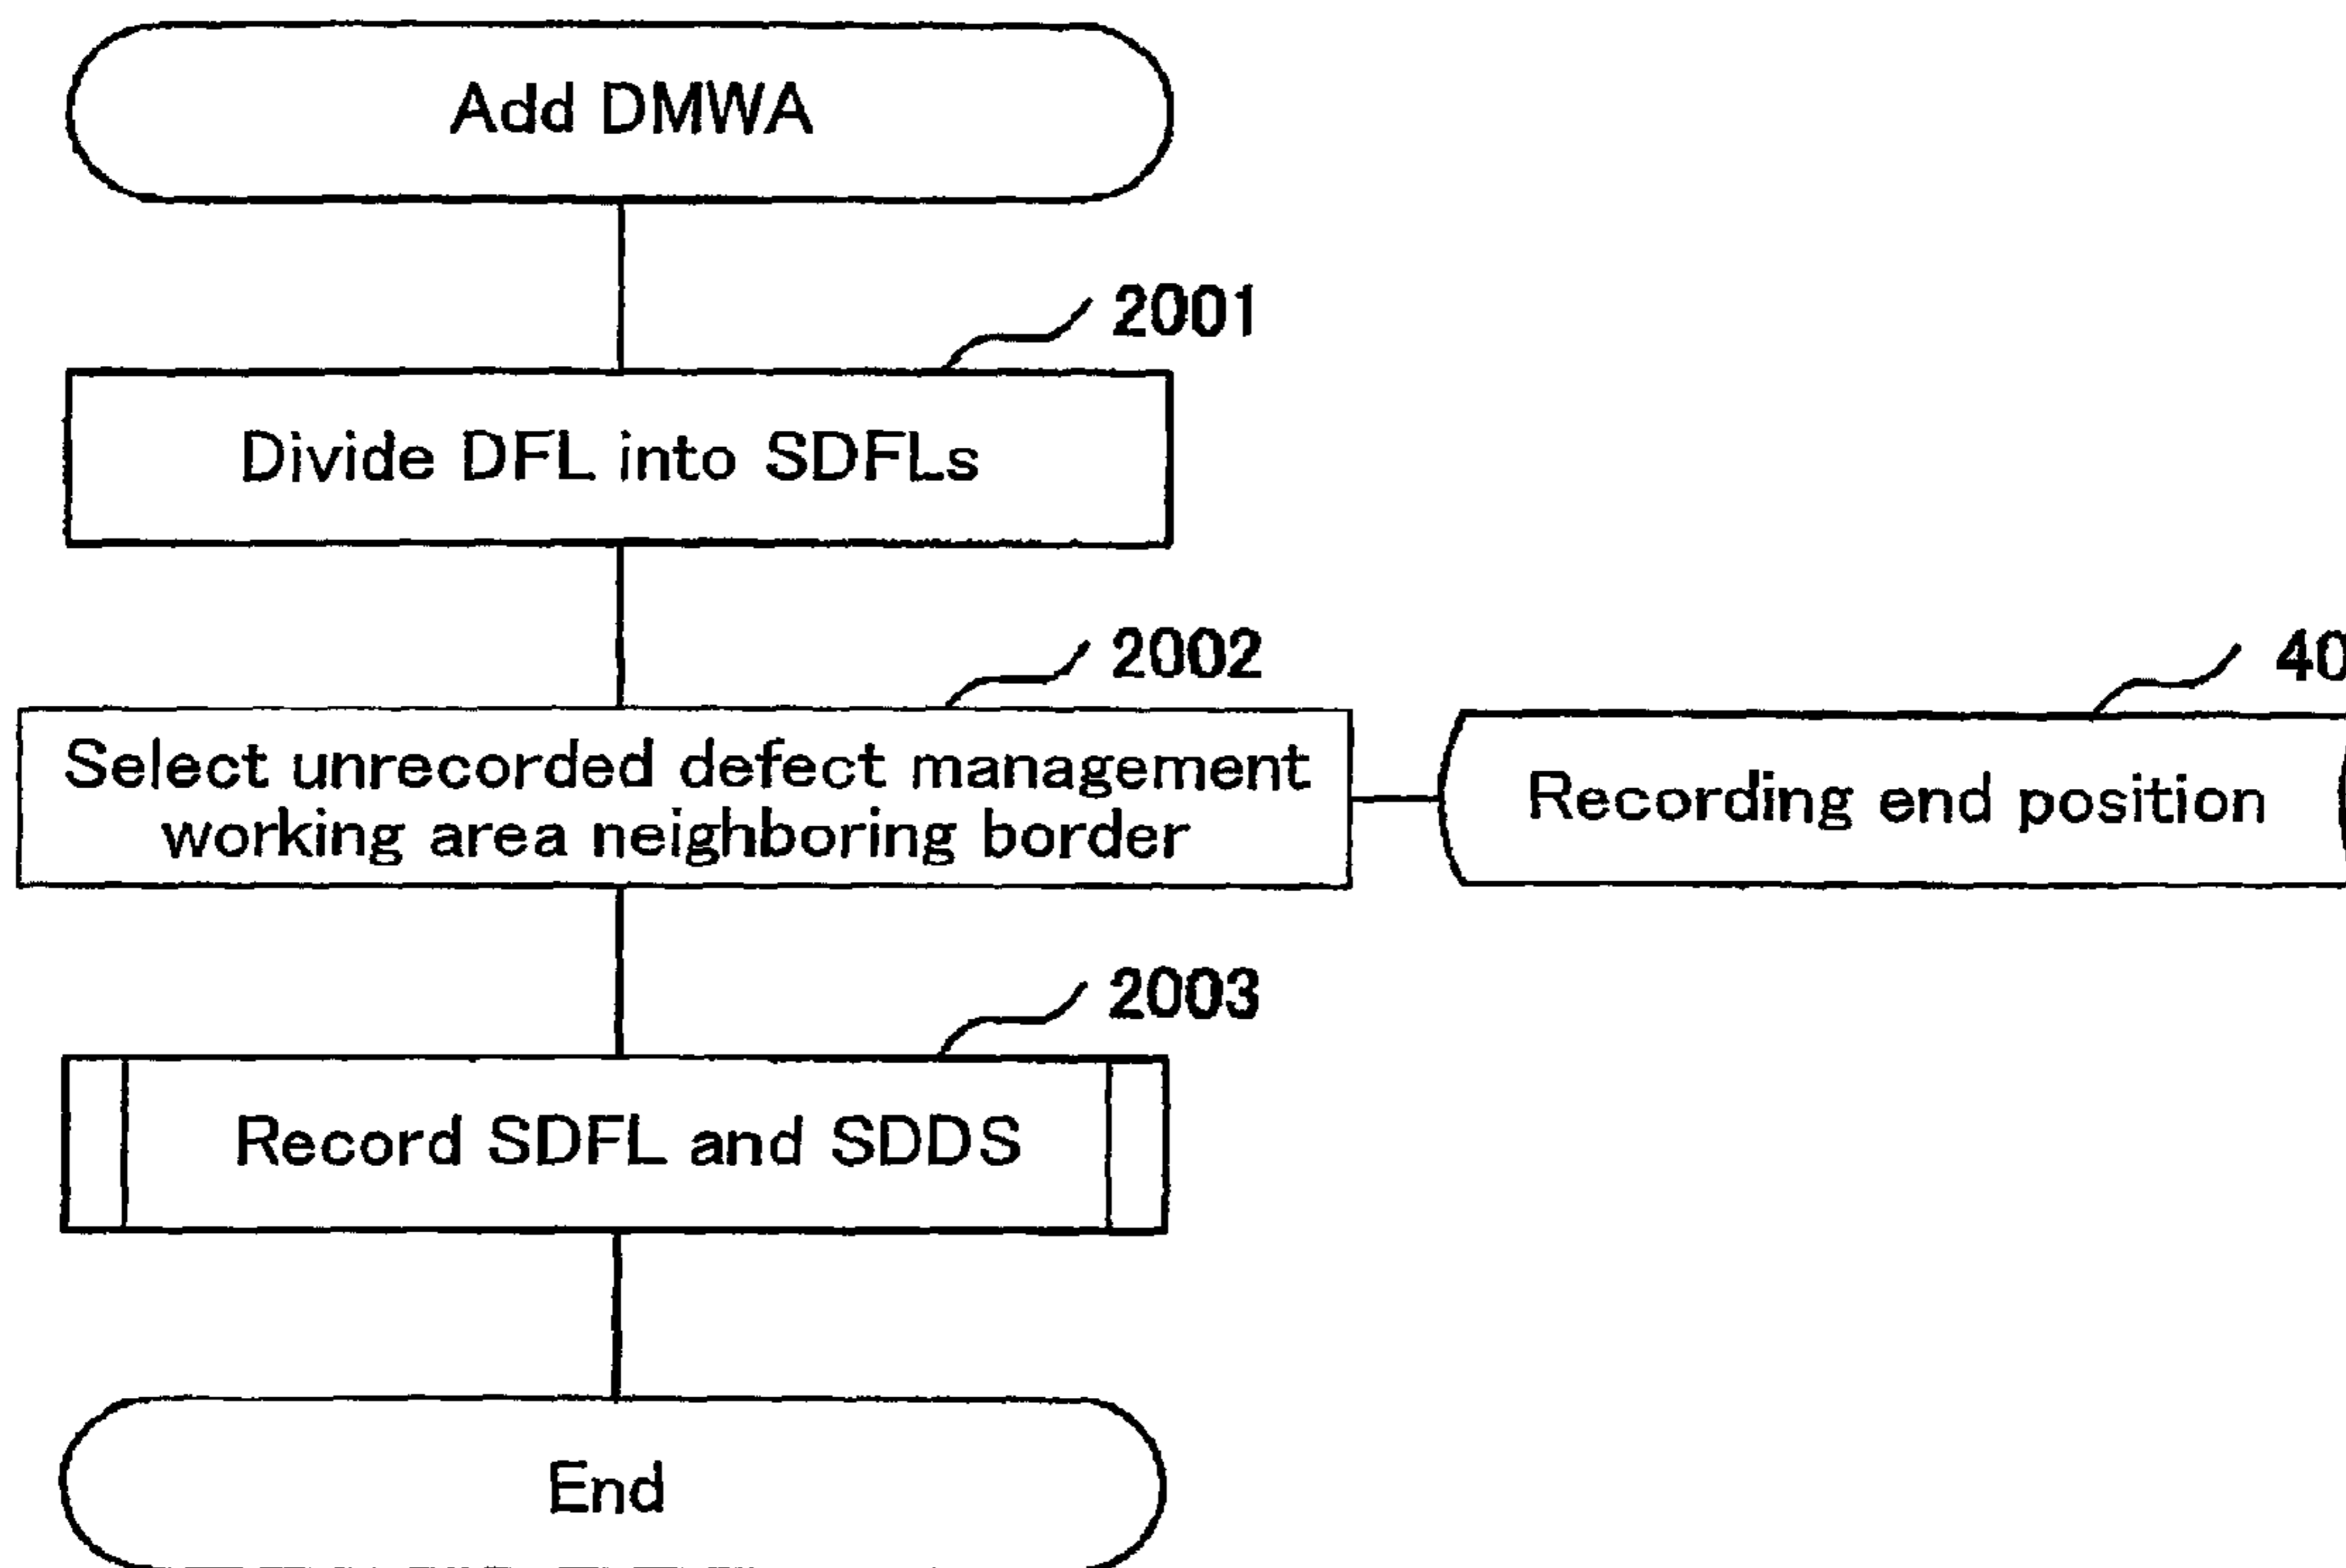 Add DMWA
2001
Divide DFL into SDFLs
2002
40
Select unrecorded defect management
working area neighboring border
Recording end position
2003
Record SDFL and SDDS
End